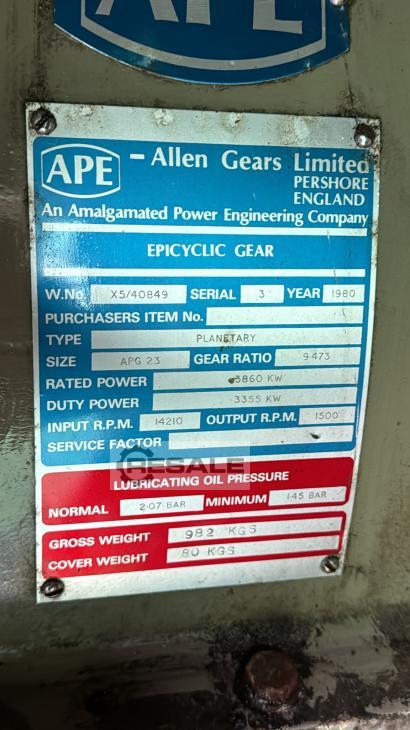 APE
APE - Allen Gears Limited
PERSHORE
ENGLAND
An Amalgamated Power Engineering Company
EPICYCLIC GEAR
W.No. X5/40849 SERIAL 3 YEAR 1980
PURCHASERS ITEM No.
TYPE PLANETARY
SIZE APG 23 GEAR RATIO 9·473
RATED POWER 3860 KW
DUTY POWER 3355 KW
INPUT R.P.M. 14210 OUTPUT R.P.M. 1500
SERVICE FACTOR
RESALE
LUBRICATING OIL PRESSURE
NORMAL 2·07 BAR MINIMUM 1·45 BAR
GROSS WEIGHT 982 KGS
COVER WEIGHT 80 KGS